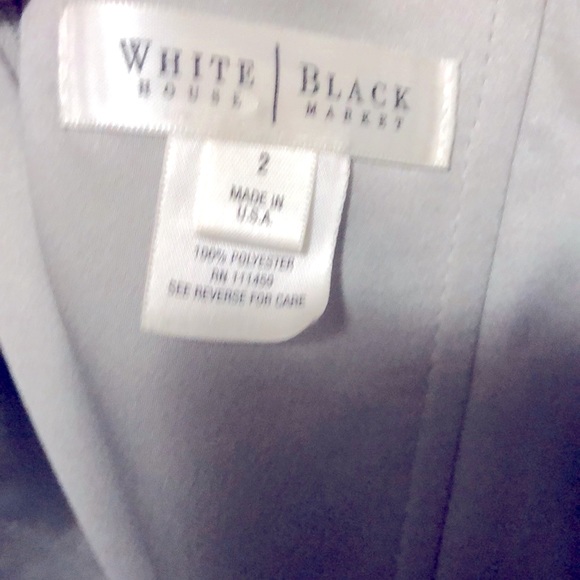 WHITE | BLACK
HOUSE MARKET
2
MADE IN
U.S.A.
100% POLYESTER
RN 111459
SEE REVERSE FOR CARE